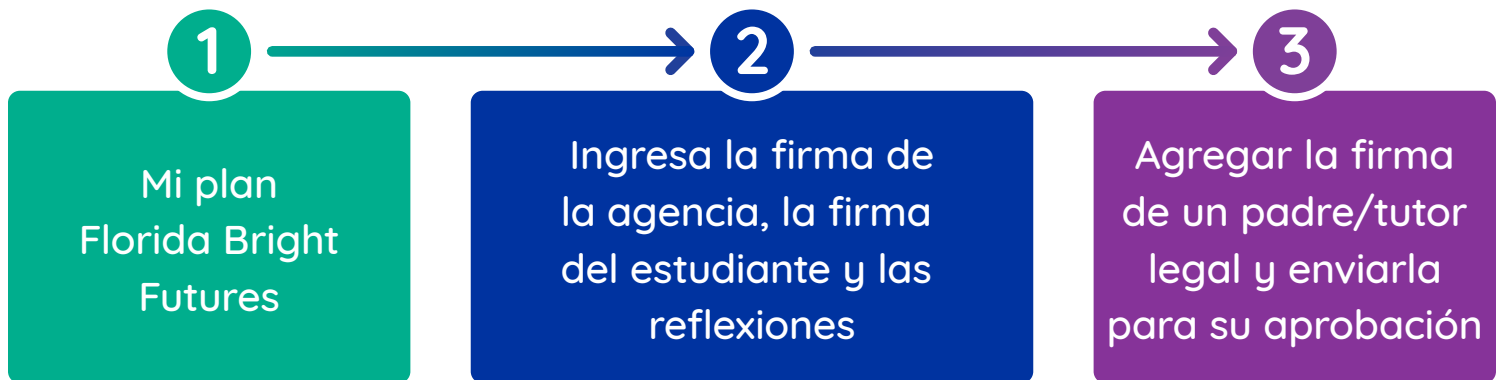 1
Mi plan
Florida Bright
Futures
2
Ingresa la firma de
la agencia, la firma
del estudiante y las
reflexiones
3
Agregar la firma
de un padre/tutor
legal y enviarla
para su aprobación